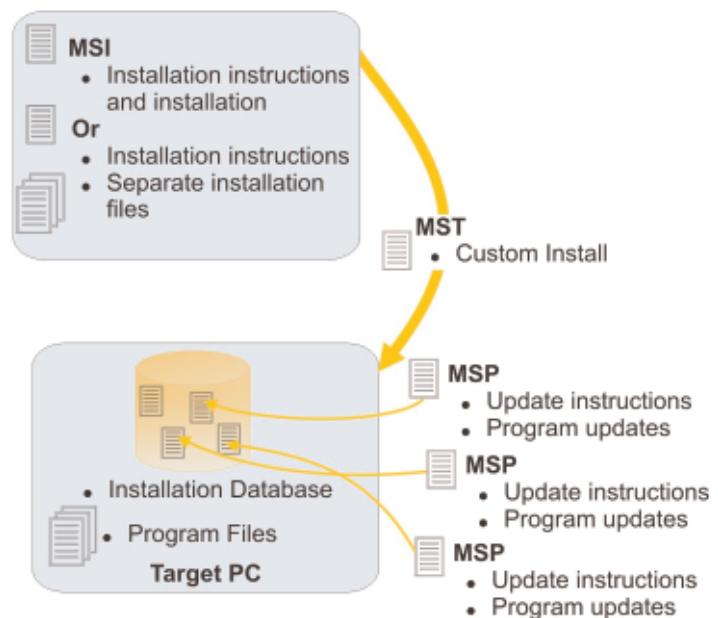 MSI
• Installation instructions
and installation
Or
• Installation instructions
• Separate installation
files
MST
• Custom Install
MSP
• Update instructions
• Program updates
MSP
• Update instructions
• Program updates
MSP
• Update instructions
• Program updates
• Installation Database
• Program Files
Target PC